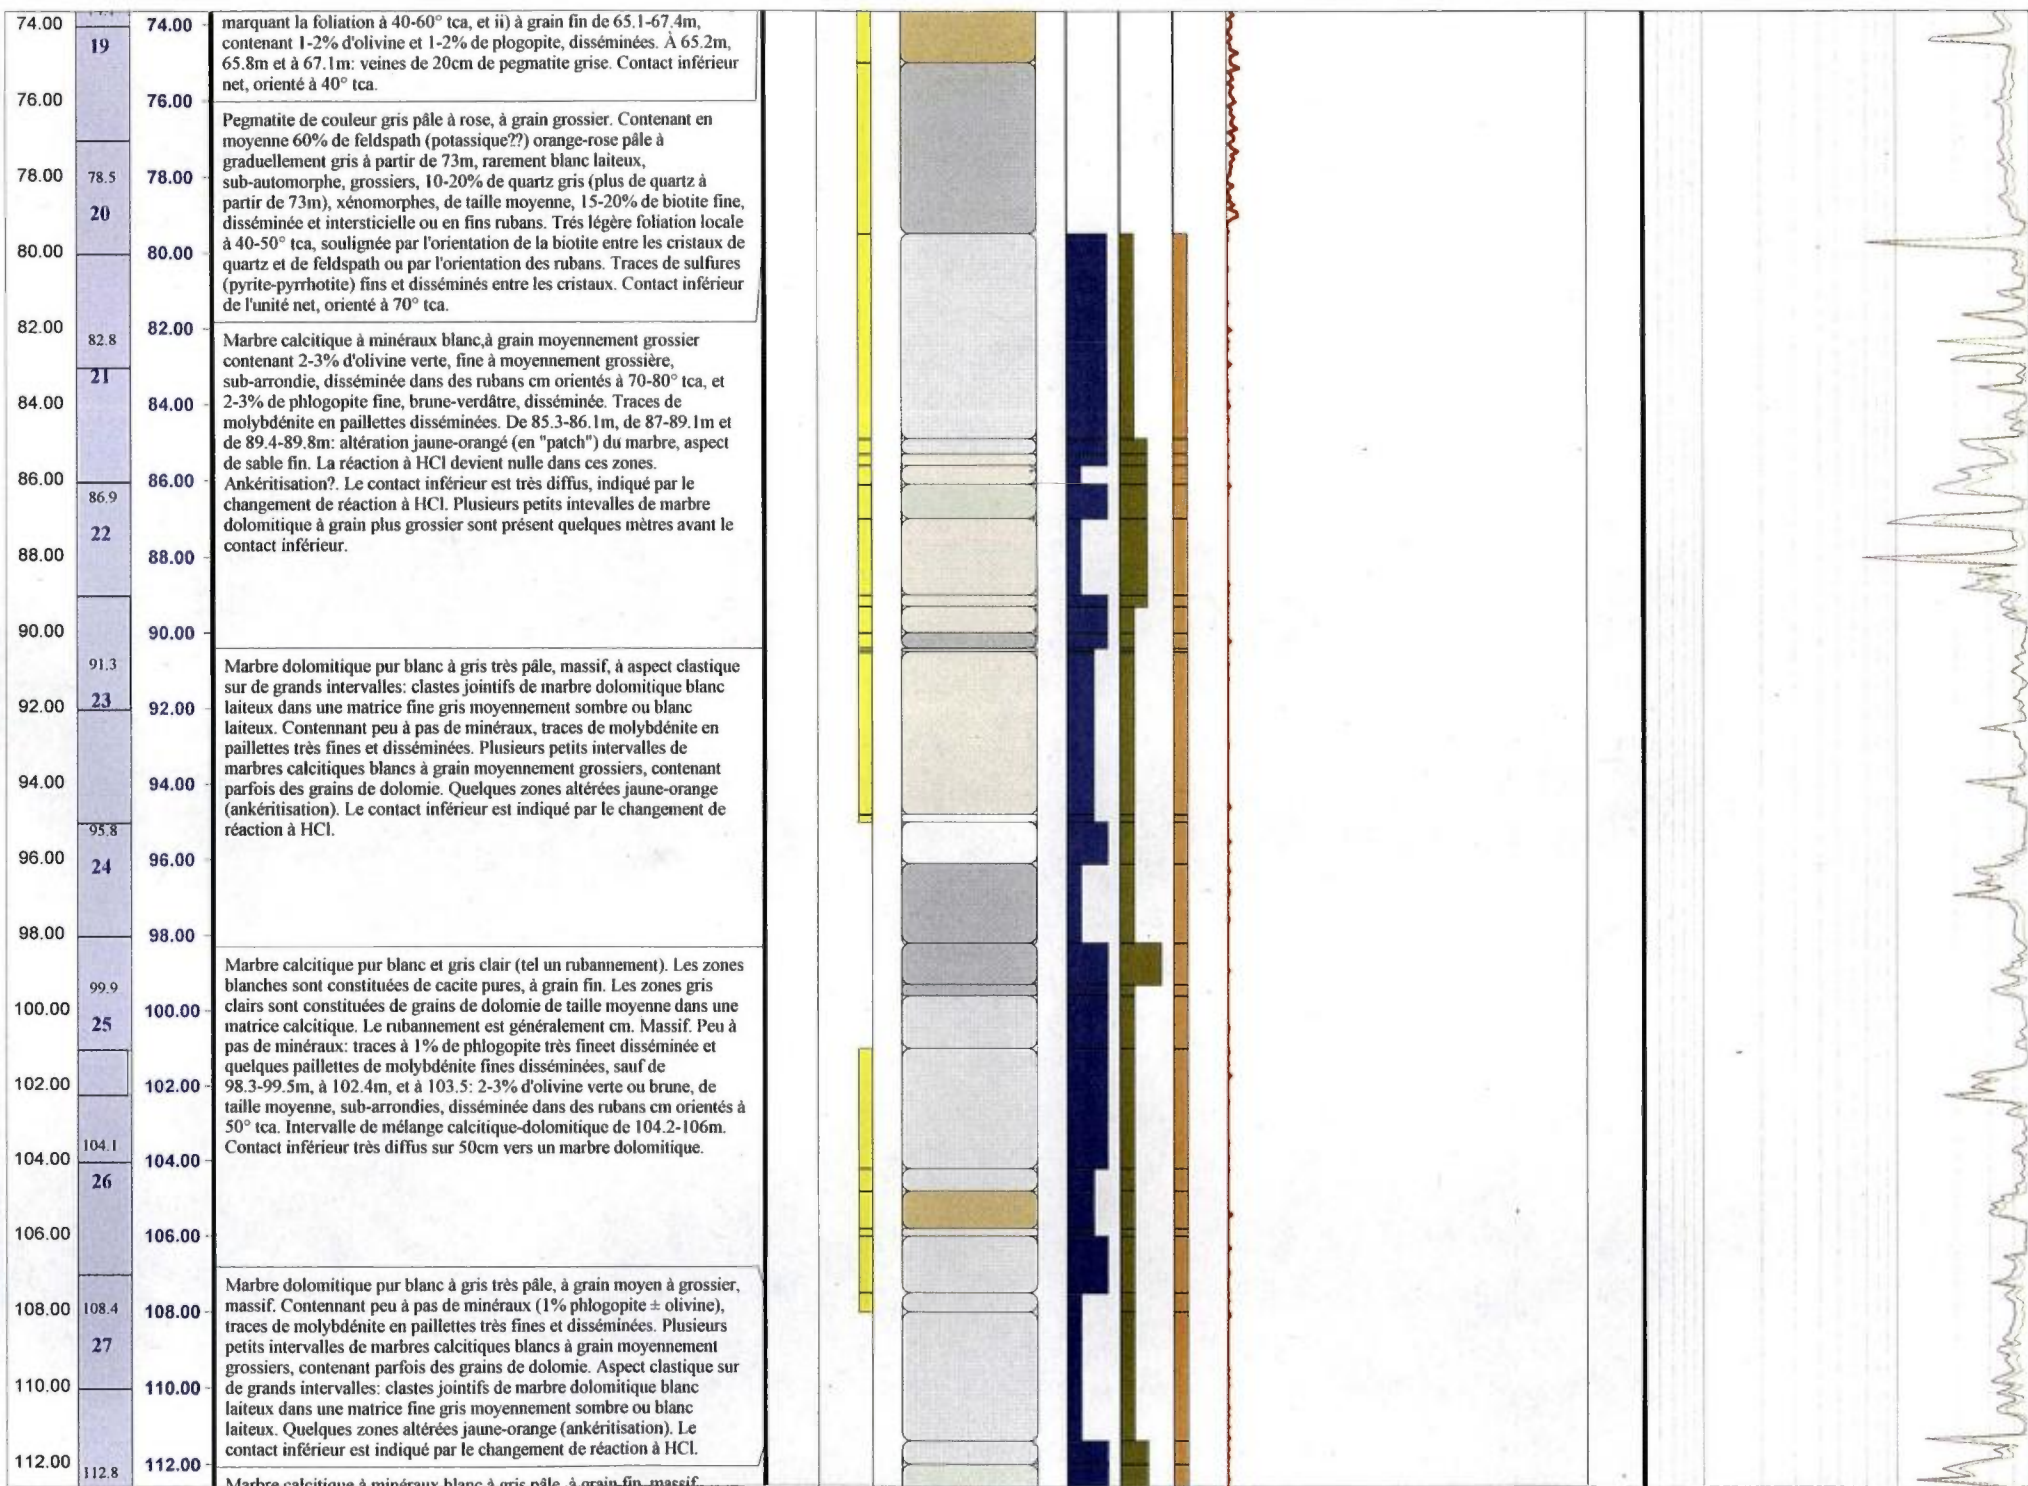 74.00
19
74.00
76.00
76.00
78.00
78.5
78.00
20
80.00
80.00
82.00
82.8
82.00
21
84.00
84.00
86.00
86.9
86.00
22
88.00
88.00
90.00
90.00
91.3
23
92.00
92.00
94.00
94.00
95.8
96.00
24
96.00
98.00
98.00
99.9
100.00
25
100.00
102.00
102.00
104.1
104.00
104.00
26
106.00
106.00
108.00
108.4
108.00
27
110.00
110.00
112.00
112.8
112.00
marquant la foliation à 40-60° tca, et ii) à grain fin de 65.1-67.4m,
contenant 1-2% d'olivine et 1-2% de plogopite, disséminées. À 65.2m,
65.8m et à 67.1m: veines de 20cm de pegmatite grise. Contact inférieur
net, orienté à 40° tca.
Pegmatite de couleur gris pâle à rose, à grain grossier. Contenant en
moyenne 60% de feldspath (potassique??) orange-rose pâle à
graduellement gris à partir de 73m, rarement blanc laiteux,
sub-automorphe, grossiers, 10-20% de quartz gris (plus de quartz à
partir de 73m), xénomorphes, de taille moyenne, 15-20% de biotite fine,
disséminée et intersticielle ou en fins rubans. Trés légère foliation locale
à 40-50° tca, soulignée par l'orientation de la biotite entre les cristaux de
quartz et de feldspath ou par l'orientation des rubans. Traces de sulfures
(pyrite-pyrrhotite) fins et disséminés entre les cristaux. Contact inférieur
de l'unité net, orienté à 70° tca.
Marbre calcitique à minéraux blanc,à grain moyennement grossier
contenant 2-3% d'olivine verte, fine à moyennement grossière,
sub-arrondie, disséminée dans des rubans cm orientés à 70-80° tca, et
2-3% de phlogopite fine, brune-verdâtre, disséminée. Traces de
molybdénite en paillettes disséminées. De 85.3-86.1m, de 87-89.1m et
de 89.4-89.8m: altération jaune-orangé (en "patch") du marbre, aspect
de sable fin. La réaction à HCl devient nulle dans ces zones.
Ankéritisation?. Le contact inférieur est très diffus, indiqué par le
changement de réaction à HCl. Plusieurs petits intevalles de marbre
dolomitique à grain plus grossier sont présent quelques mètres avant le
contact inférieur.
Marbre dolomitique pur blanc à gris très pâle, massif, à aspect clastique
sur de grands intervalles: clastes jointifs de marbre dolomitique blanc
laiteux dans une matrice fine gris moyennement sombre ou blanc
laiteux. Contennant peu à pas de minéraux, traces de molybdénite en
paillettes très fines et disséminées. Plusieurs petits intervalles de
marbres calcitiques blancs à grain moyennement grossiers, contenant
parfois des grains de dolomie. Quelques zones altérées jaune-orange
(ankéritisation). Le contact inférieur est indiqué par le changement de
réaction à HCl.
Marbre calcitique pur blanc et gris clair (tel un rubannement). Les zones
blanches sont constituées de cacite pures, à grain fin. Les zones gris
clairs sont constituées de grains de dolomie de taille moyenne dans une
matrice calcitique. Le rubannement est généralement cm. Massif. Peu à
pas de minéraux: traces à 1% de phlogopite très fineet disséminée et
quelques paillettes de molybdénite fines disséminées, sauf de
98.3-99.5m, à 102.4m, et à 103.5: 2-3% d'olivine verte ou brune, de
taille moyenne, sub-arrondies, disséminée dans des rubans cm orientés à
50° tca. Intervalle de mélange calcitique-dolomitique de 104.2-106m.
Contact inférieur très diffus sur 50cm vers un marbre dolomitique.
Marbre dolomitique pur blanc à gris très pâle, à grain moyen à grossier,
massif. Contennant peu à pas de minéraux (1% phlogopite ± olivine),
traces de molybdénite en paillettes très fines et disséminées. Plusieurs
petits intervalles de marbres calcitiques blancs à grain moyennement
grossiers, contenant parfois des grains de dolomie. Aspect clastique sur
de grands intervalles: clastes jointifs de marbre dolomitique blanc
laiteux dans une matrice fine gris moyennement sombre ou blanc
laiteux. Quelques zones altérées jaune-orange (ankéritisation). Le
contact inférieur est indiqué par le changement de réaction à HCl.
Marbre calcitique à minéraux blanc à gris pâle, à grain fin, massif